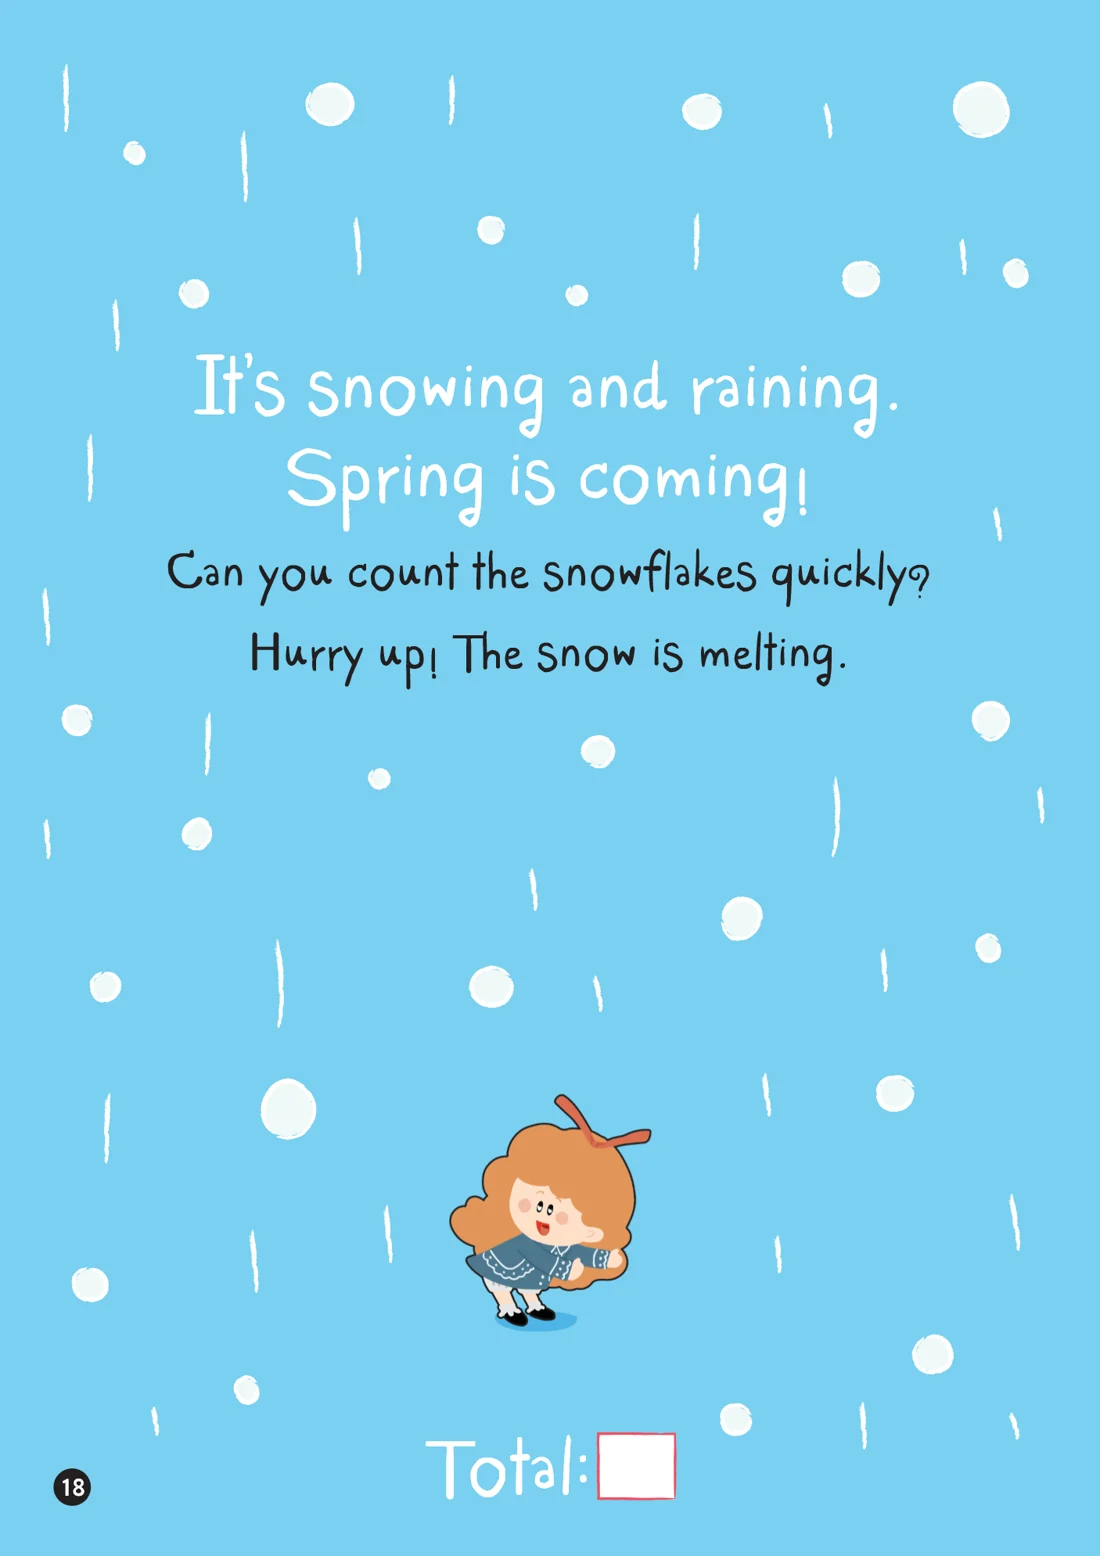 It's snowing and raining.
Spring is coming!
Can you count the snowflakes quickly?
Hurry up! The snow is melting.
Total:
18